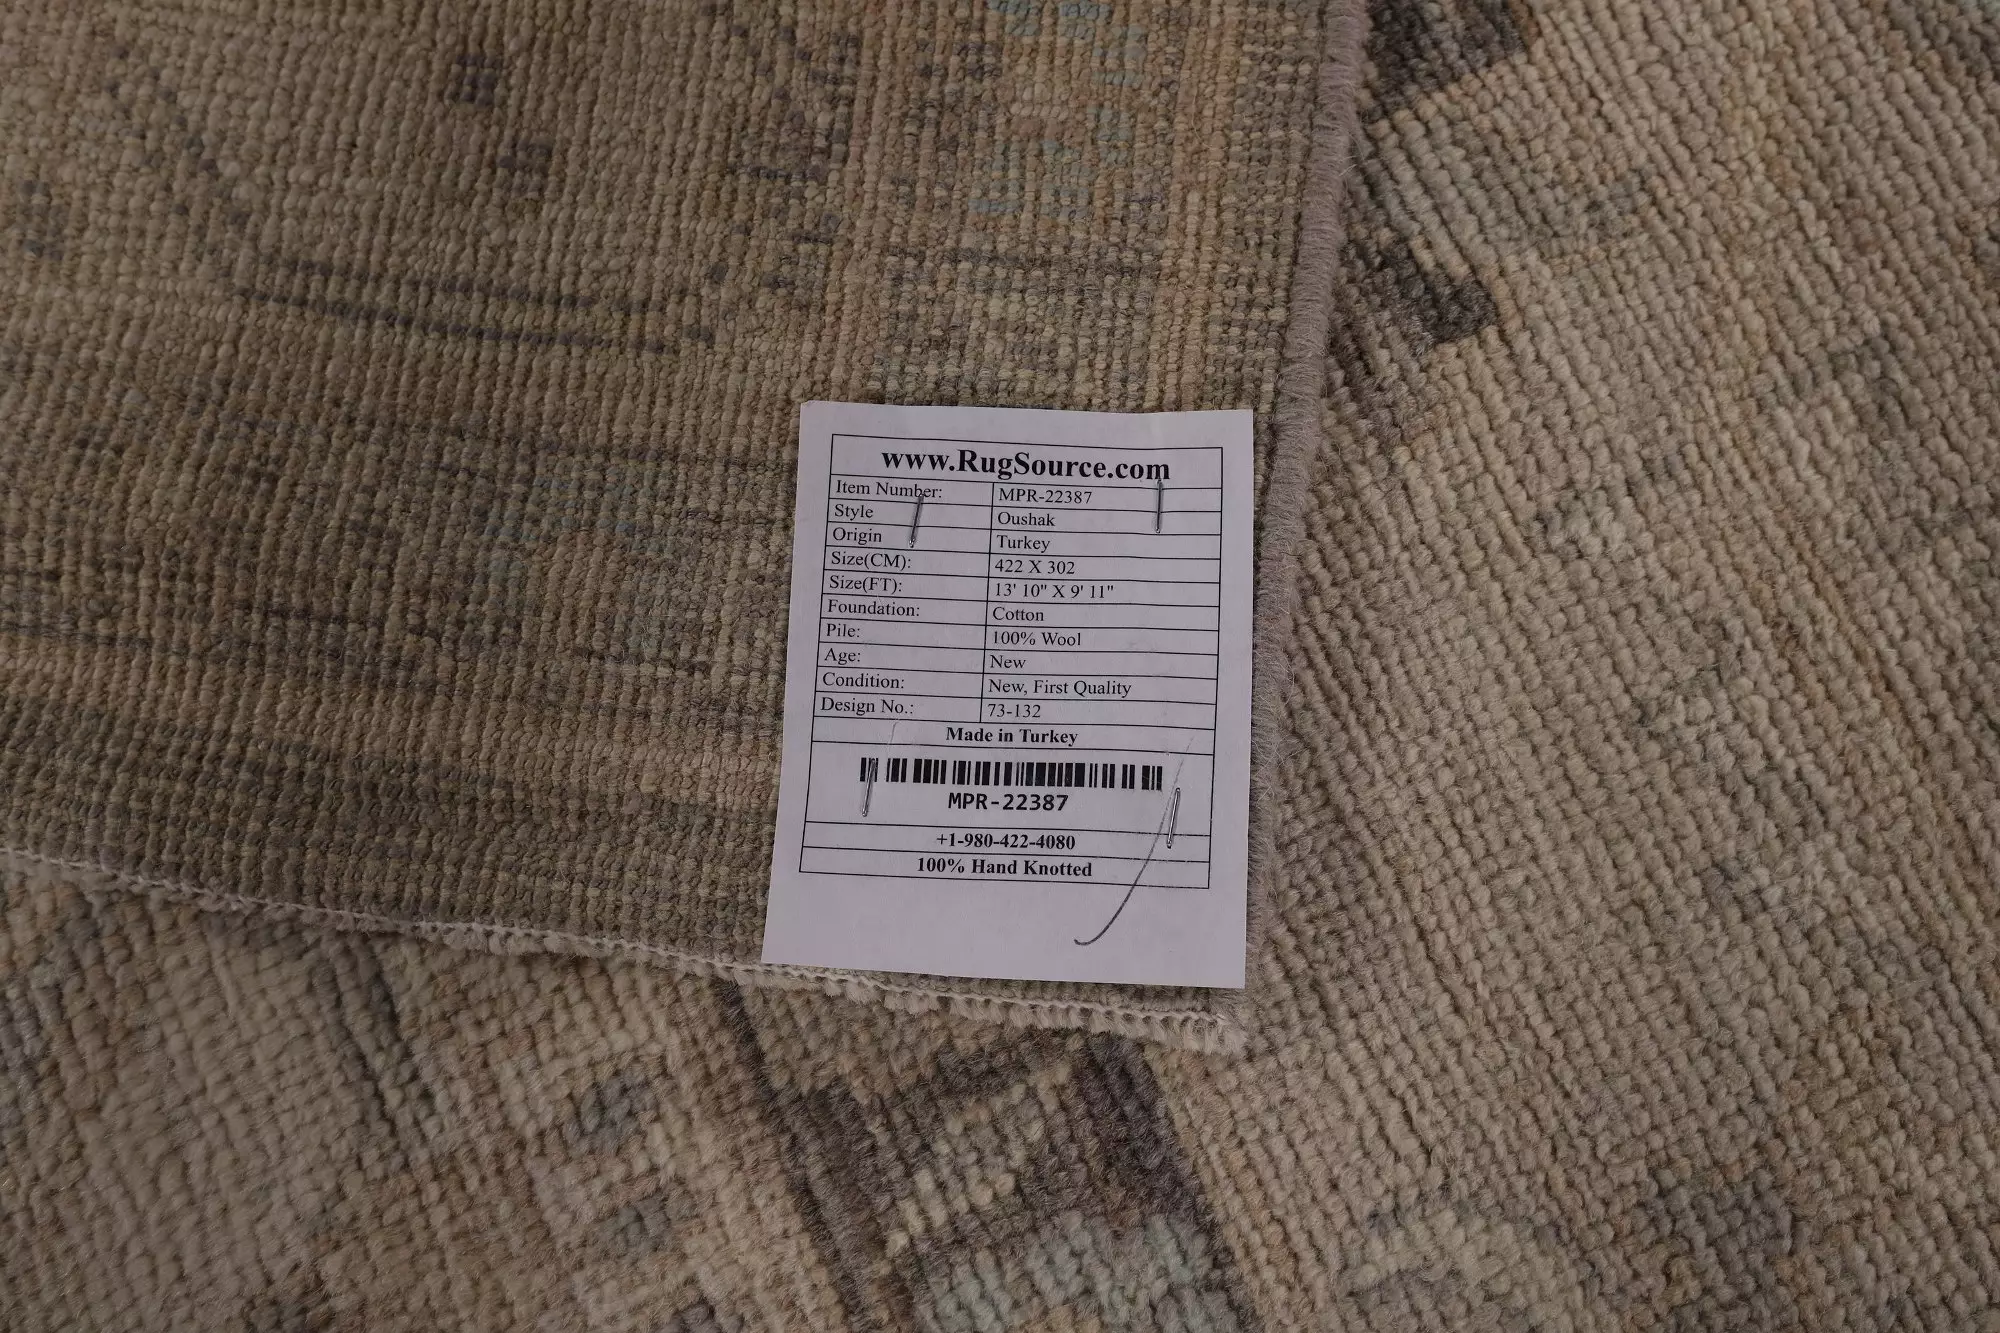 www.RugSource.com
Item Number: MPR-22387
Style Oushak
Origin Turkey
Size(CM): 422 X 302
Size(FT): 13' 10" X 9' 11"
Foundation: Cotton
Pile: 100% Wool
Age: New
Condition: New, First Quality
Design No.: 73-132
Made in Turkey
MPR-22387
+1-980-422-4080
100% Hand Knotted